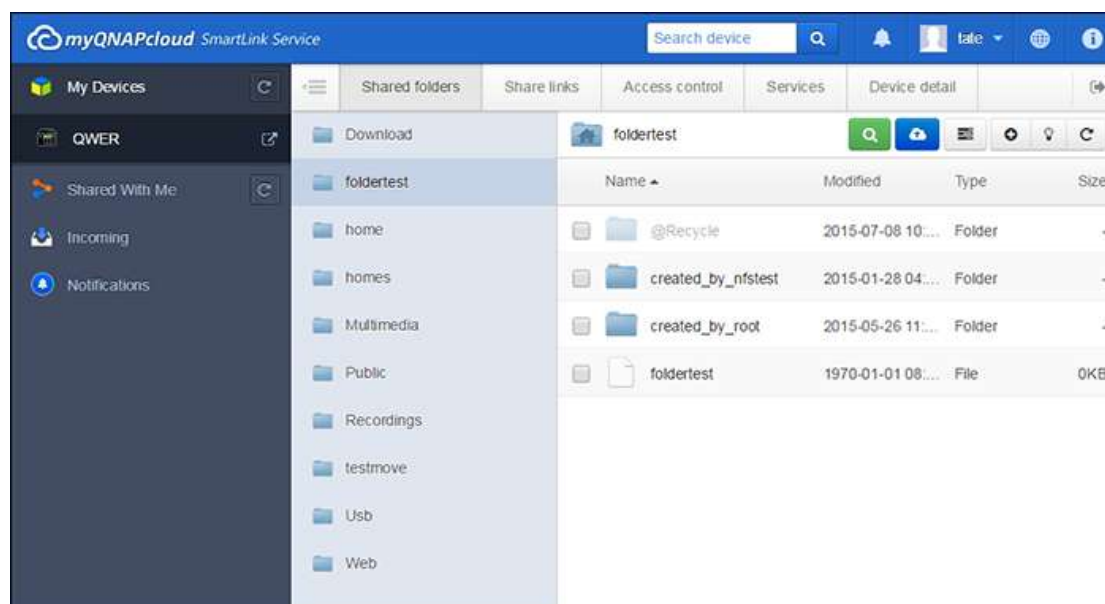 myQNAPcloud SmartLink Service
Search device
tate
My Devices
QWER
Shared With Me
Incoming
Notifications
Shared folders Share links Access control Services Device detail
Download
foldertest
home
homes
Multimedia
Public
Recordings
testmove
Usb
Web
foldertest
Name Modified Type Size
@Recycle 2015-07-08 10:... Folder -
created_by_nfstest 2015-01-28 04:... Folder -
created_by_root 2015-05-26 11:... Folder -
foldertest 1970-01-01 08:... File 0KB